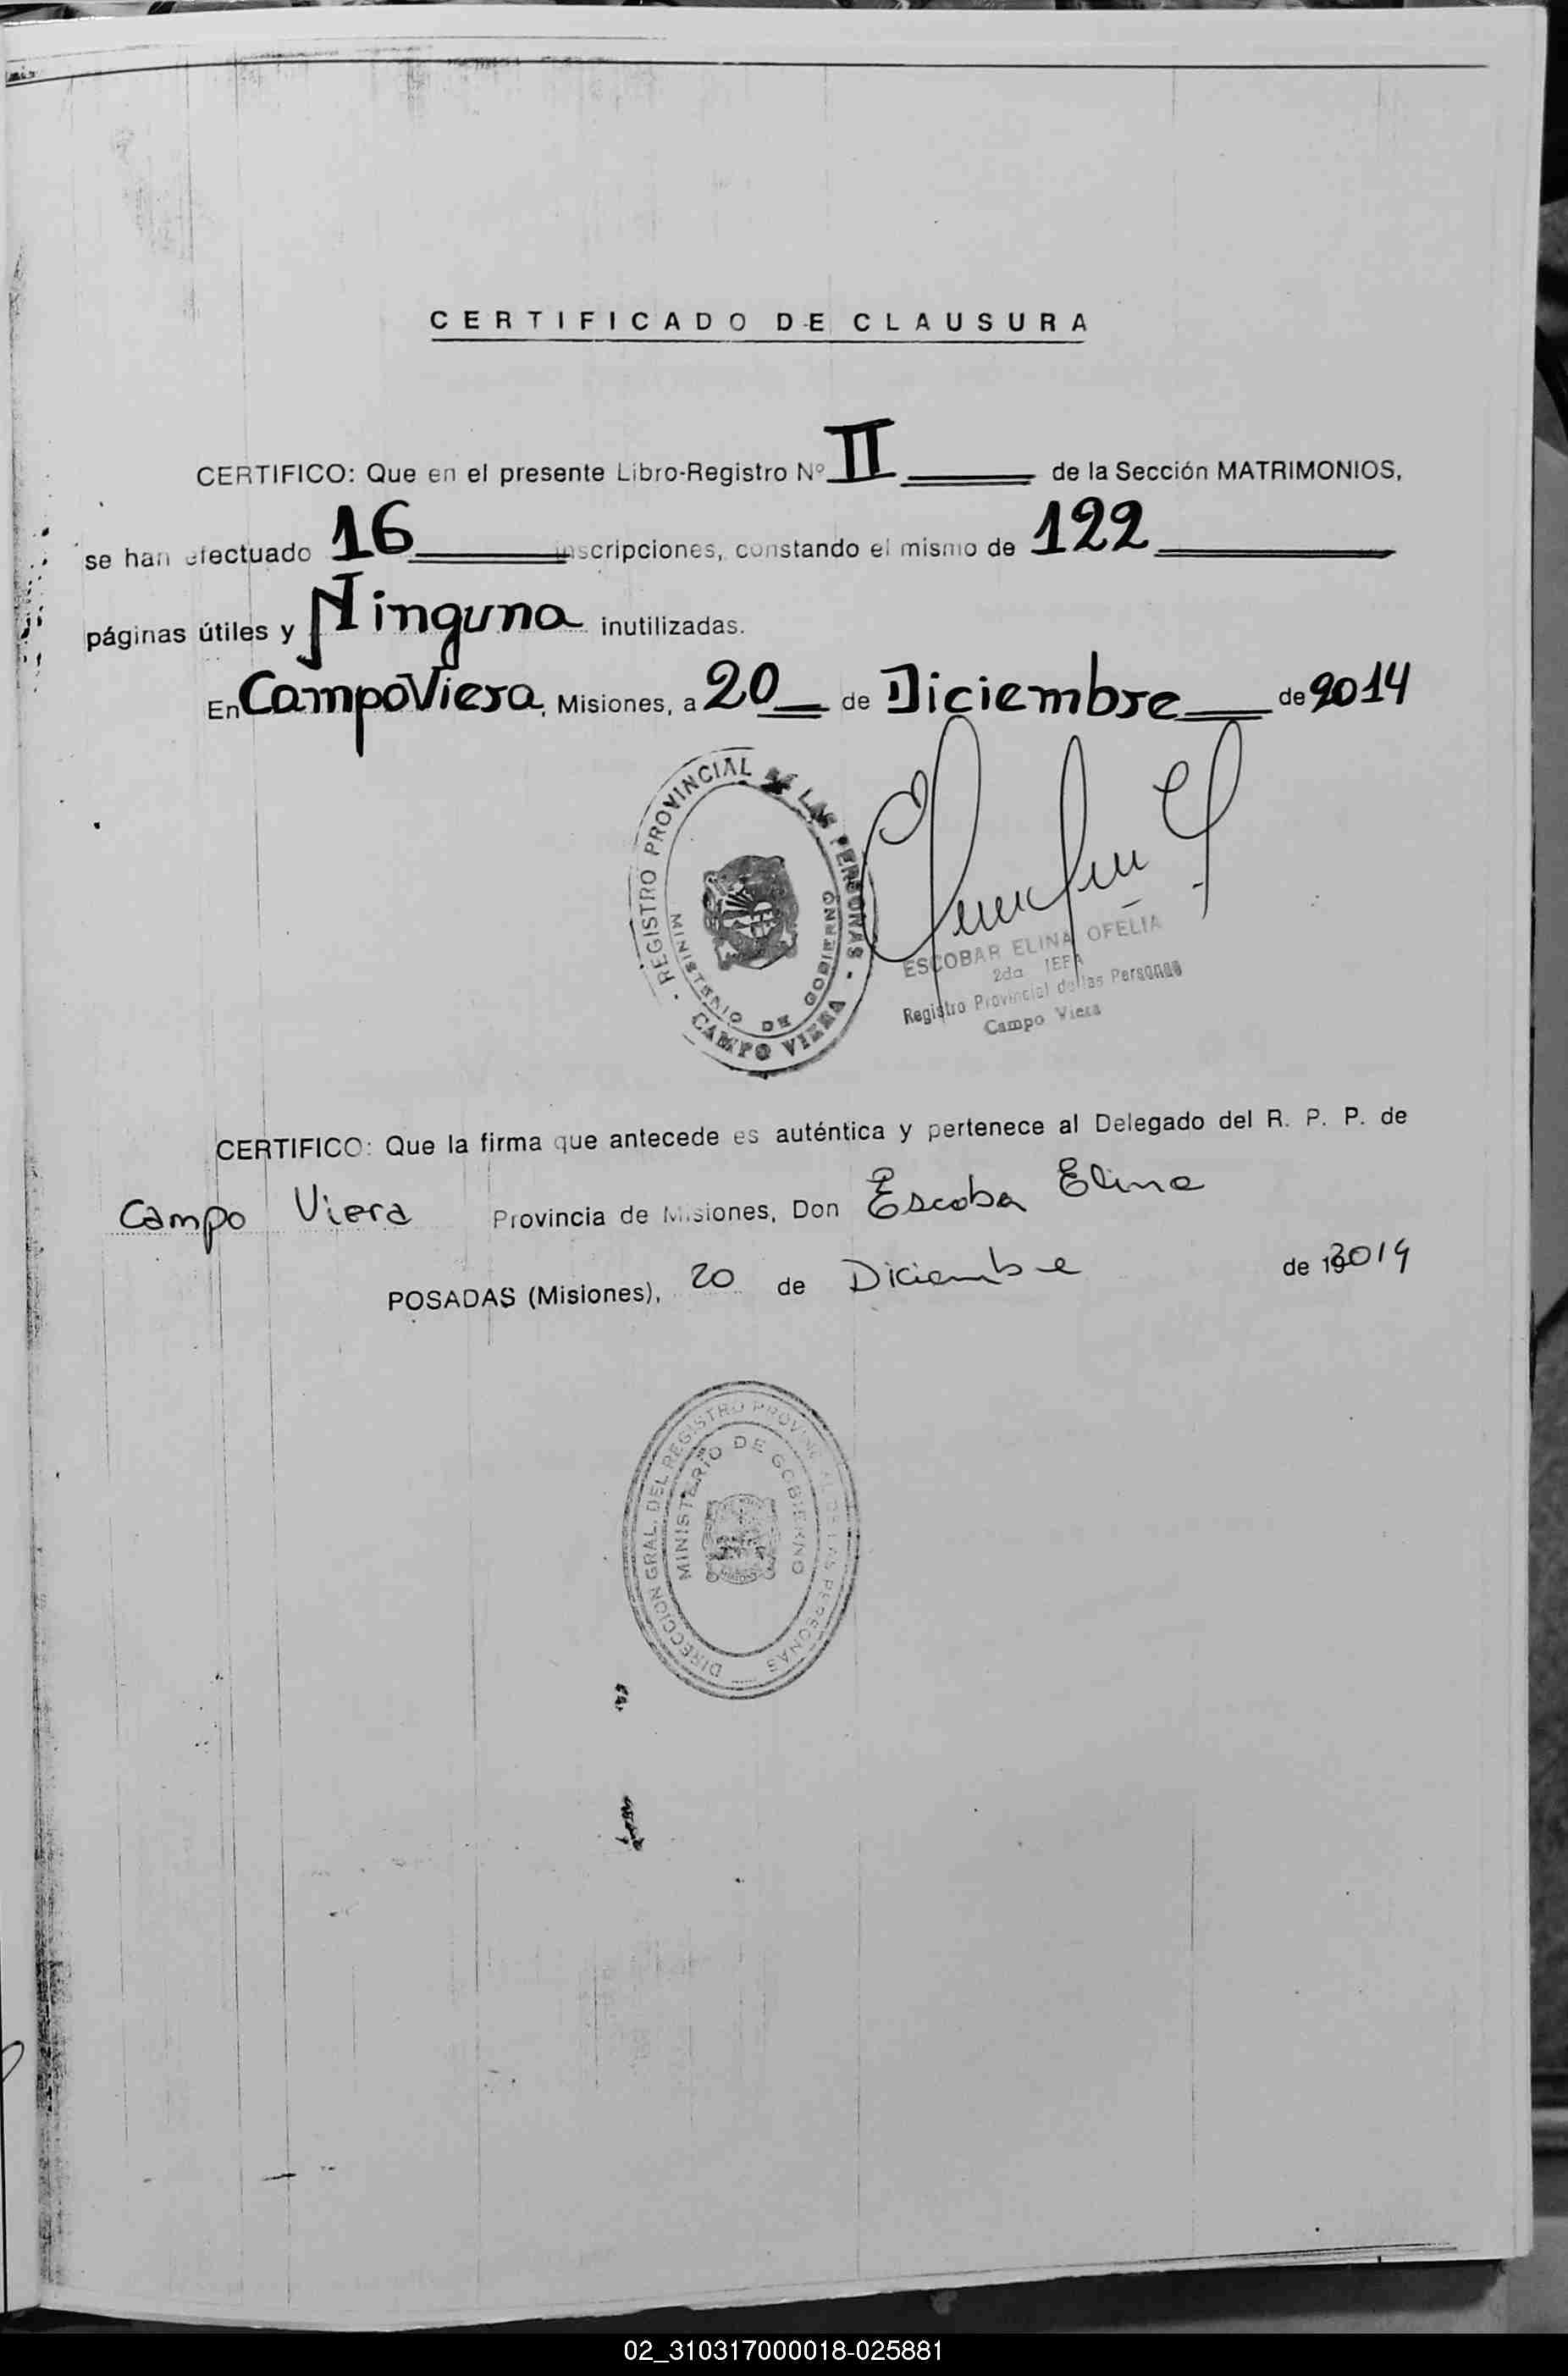 CERTIFICADO DE CLAUSURA
CERTIFICO: Que en el presente Libro-Registro Nº II de la Sección MATRIMONIOS,
se han efectuado 16 inscripciones, constando el mismo de 122
páginas útiles y Ninguna inutilizadas.
En Campo Viera, Misiones, a 20 de Diciembre de 2014
REGISTRO PROVINCIAL DE LAS PERSONAS
MINISTERIO DE GOBIERNO
CAMPO VIERA
ESCOBAR ELINA OFELIA
2da JEFA
Registro Provincial de las Personas
Campo Viera
CERTIFICO: Que la firma que antecede es auténtica y pertenece al Delegado del R. P. P. de
Campo Viera Provincia de Misiones, Don Escoba Elina
POSADAS (Misiones), 20 de Diciembre de 2014
DIRECCION GRAL. DEL REGISTRO PROVINCIAL DE LAS PERSONAS
MINISTERIO DE GOBIERNO
02_310317000018-025881